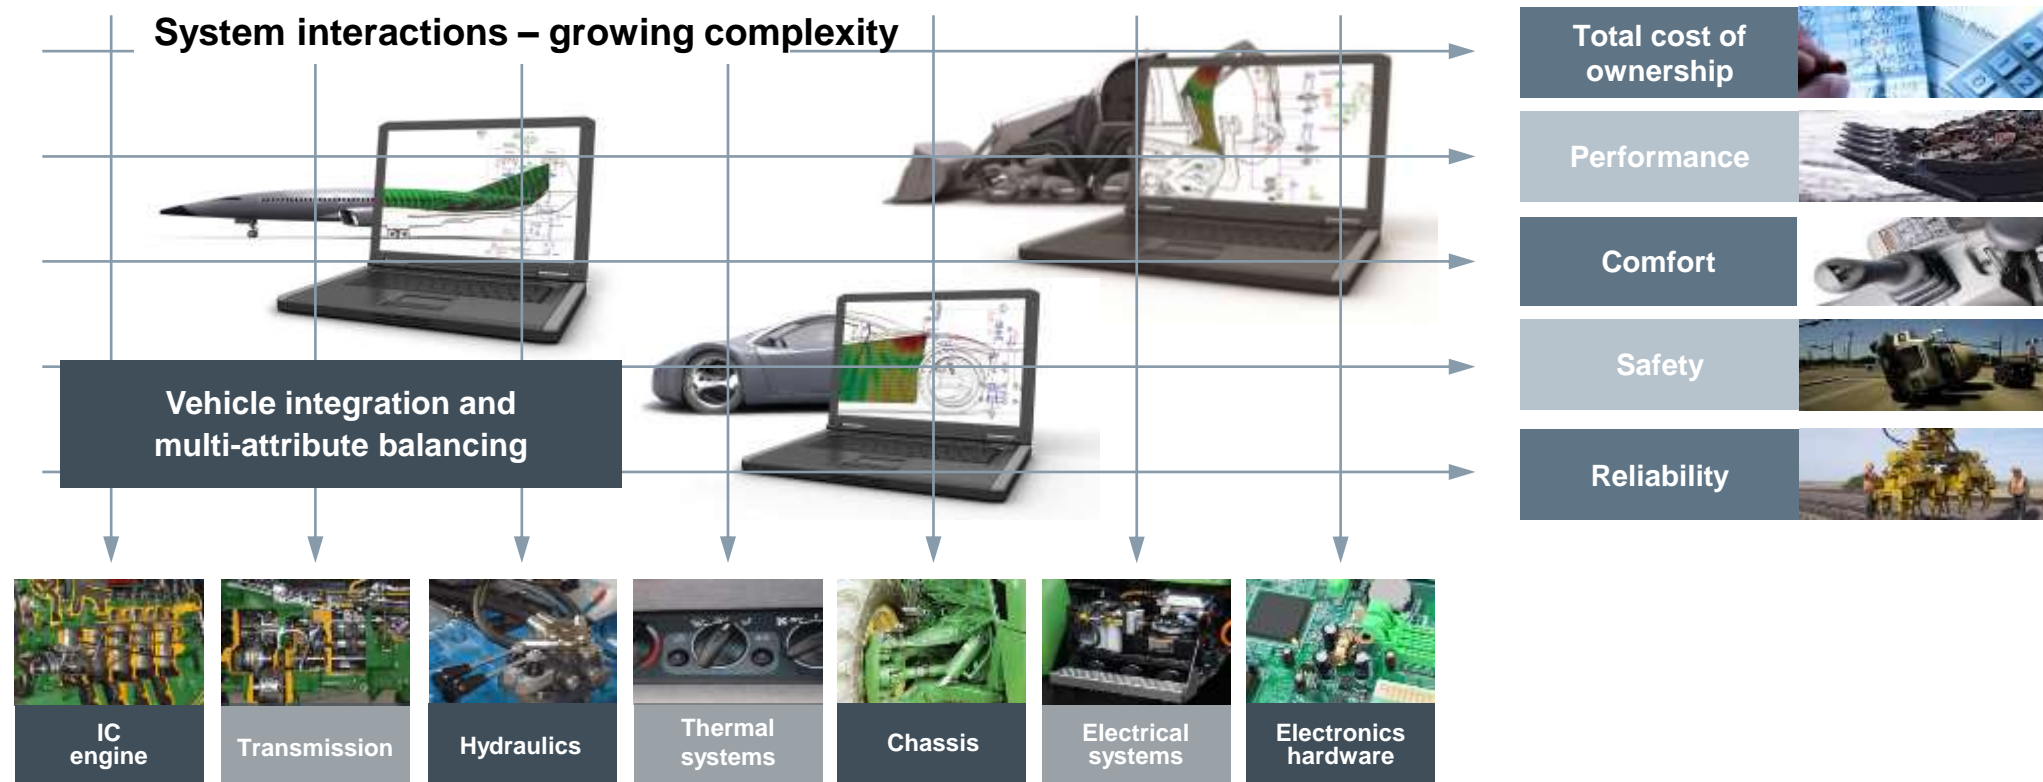 System interactions – growing complexity
Total cost of
ownership
Performance
Comfort
Safety
Reliability
Vehicle integration and
multi-attribute balancing
IC
engine
Transmission
Hydraulics
Thermal
systems
Chassis
Electrical
systems
Electronics
hardware